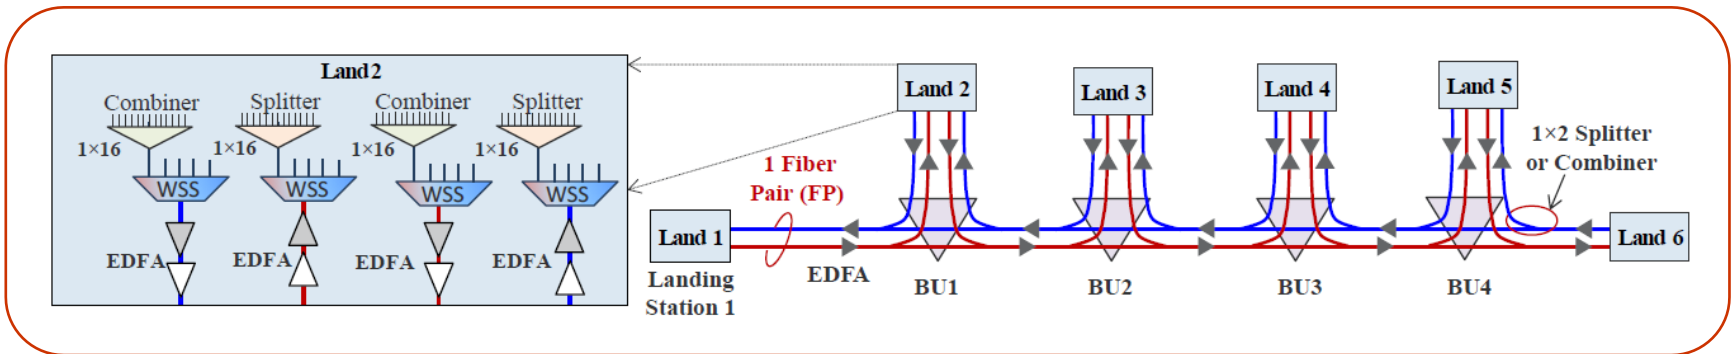 Land 2
Combiner
Splitter
Combiner
Splitter
1×16
1×16
1×16
1×16
WSS
WSS
WSS
WSS
EDFA
EDFA
EDFA
EDFA
Land 2
Land 3
Land 4
Land 5
1×2 Splitter
or Combiner
1 Fiber
Pair (FP)
Land 1
Land 6
Landing
Station 1
EDFA
BU1
BU2
BU3
BU4